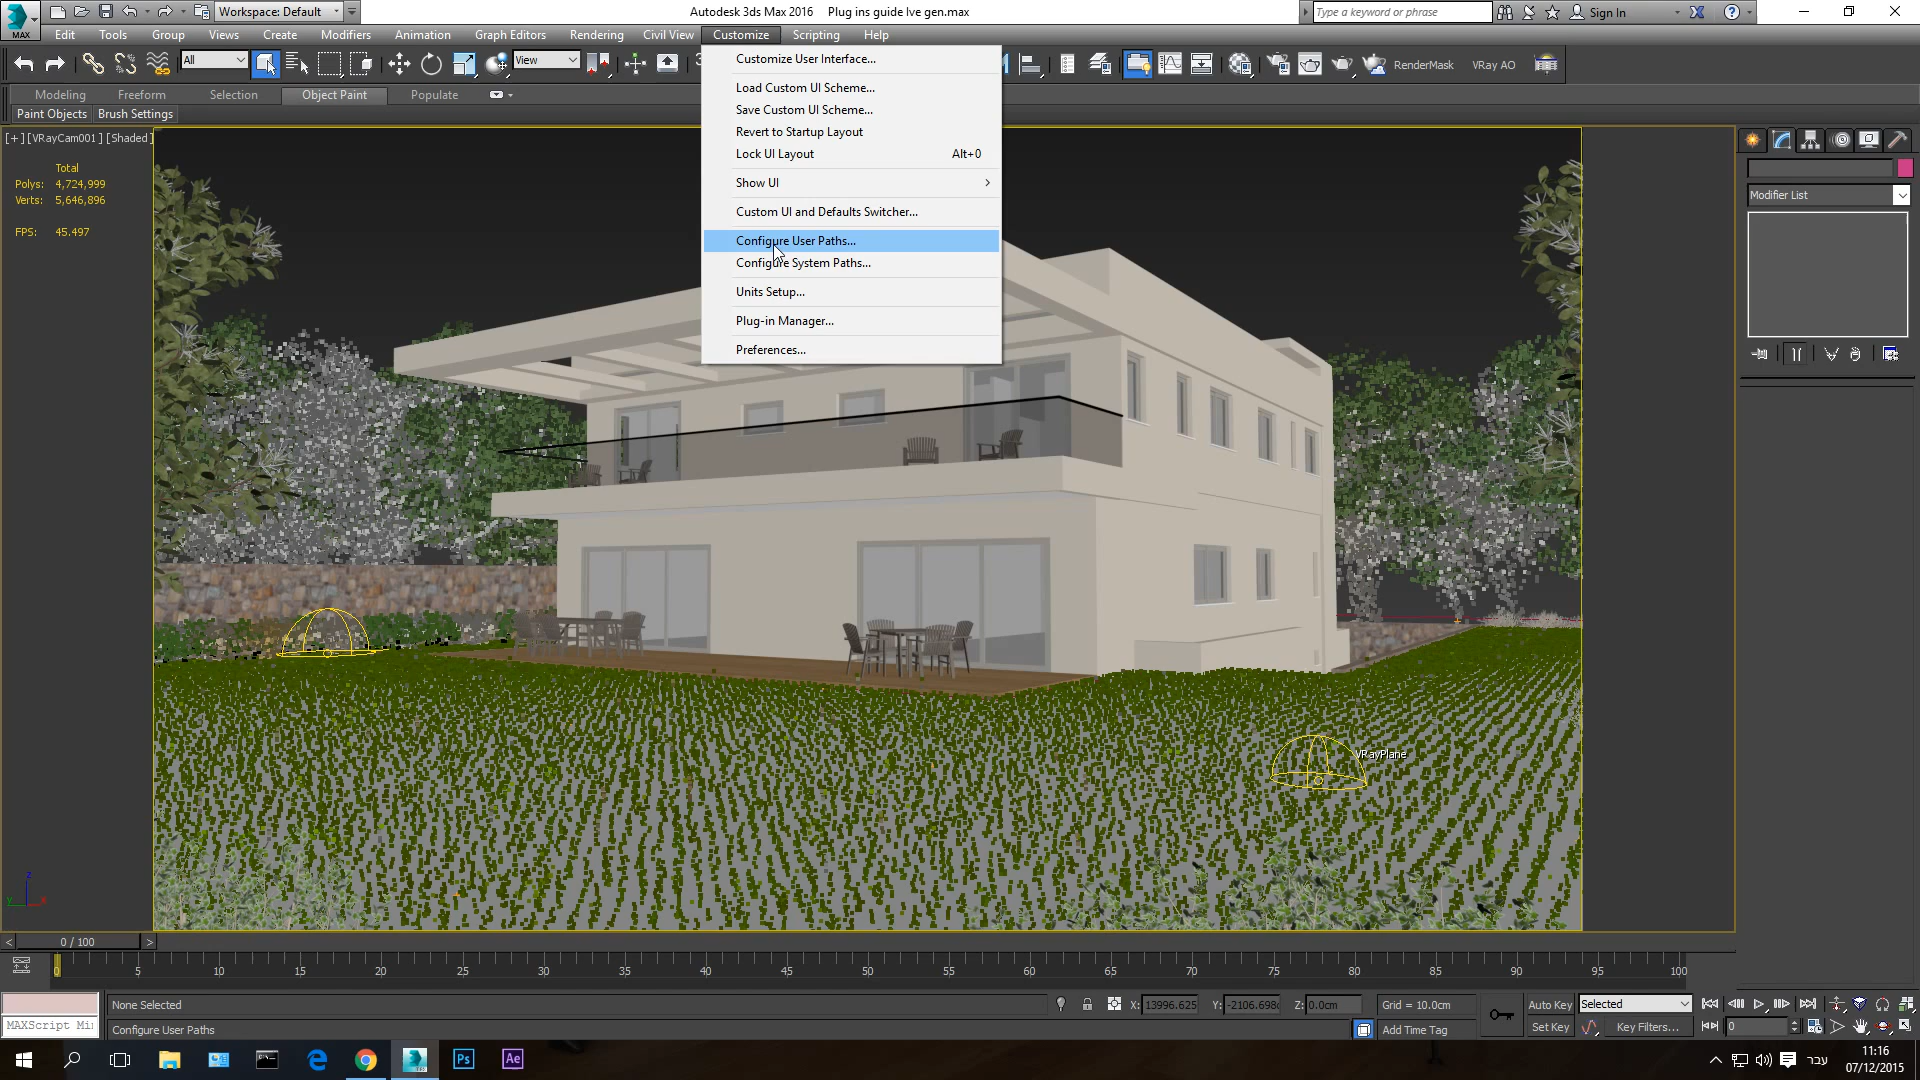 Workspace: Default
Autodesk 3ds Max 2016 Plug ins guide lve gen.max
Type a keyword or phrase
Sign In
MAX
Edit Tools Group Views Create Modifiers Animation Graph Editors Rendering Civil View Customize Scripting Help
All
View
RenderMask
VRay AO
Modeling Freeform Selection Object Paint Populate
Paint Objects Brush Settings
[+] [VRayCam001] [Shaded]
Total
Polys: 4,724,999
Verts: 5,646,896
FPS: 45.497
Customize User Interface...
Load Custom UI Scheme...
Save Custom UI Scheme...
Revert to Startup Layout
Lock UI Layout Alt+0
Show UI
Custom UI and Defaults Switcher...
Configure User Paths...
Configure System Paths...
Units Setup...
Plug-in Manager...
Preferences...
Modifier List
VRayPlane
z
y x
< 0 / 100 >
0 5 10 15 20 25 30 35 40 45 50 55 60 65 70 75 80 85 90 95 100
None Selected
X: 13996.625 Y: -2106.698 Z: 0.0cm
Grid = 10.0cm
Auto Key Selected
MAXScript Mi
Configure User Paths
Add Time Tag
Set Key Key Filters...
0
Ps
Ae
עבר
11:16
07/12/2015